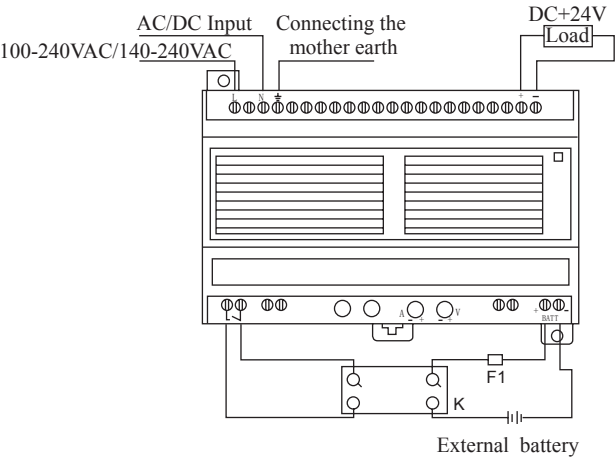 AC/DC Input
Connecting the
mother earth
DC+24V
Load
100-240VAC/140-240VAC
L N + -
A - + - + V
+ BATT -
F1
K
External battery